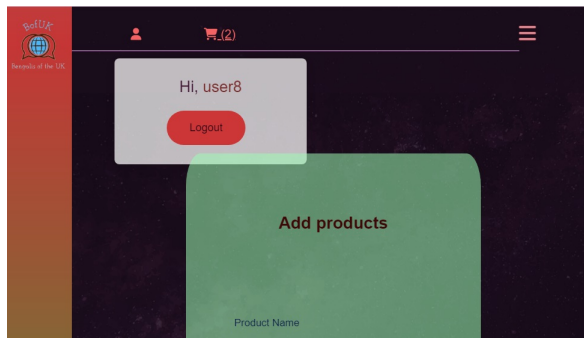 BofUK
Bengalis of the UK
(2)
Hi, user8
Logout
Add products
Product Name